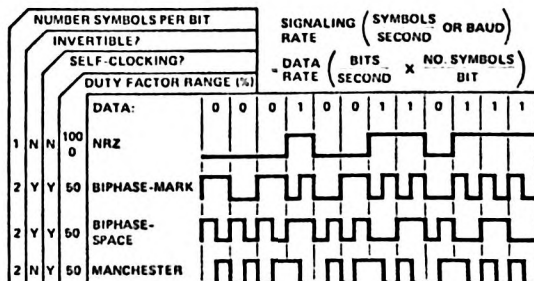 NUMBER SYMBOLS PER BIT
INVERTIBLE?
SELF-CLOCKING?
DUTY FACTOR RANGE (%)
SIGNALING RATE (SYMBOLS / SECOND OR BAUD)
= DATA RATE (BITS / SECOND X NO. SYMBOLS / BIT)
DATA: 0 0 0 1 0 0 1 1 0 1 1 1
1 N N 100 0 NRZ
2 Y Y 50 BIPHASE-MARK
2 Y Y 50 BIPHASE-SPACE
2 N Y 50 MANCHESTER